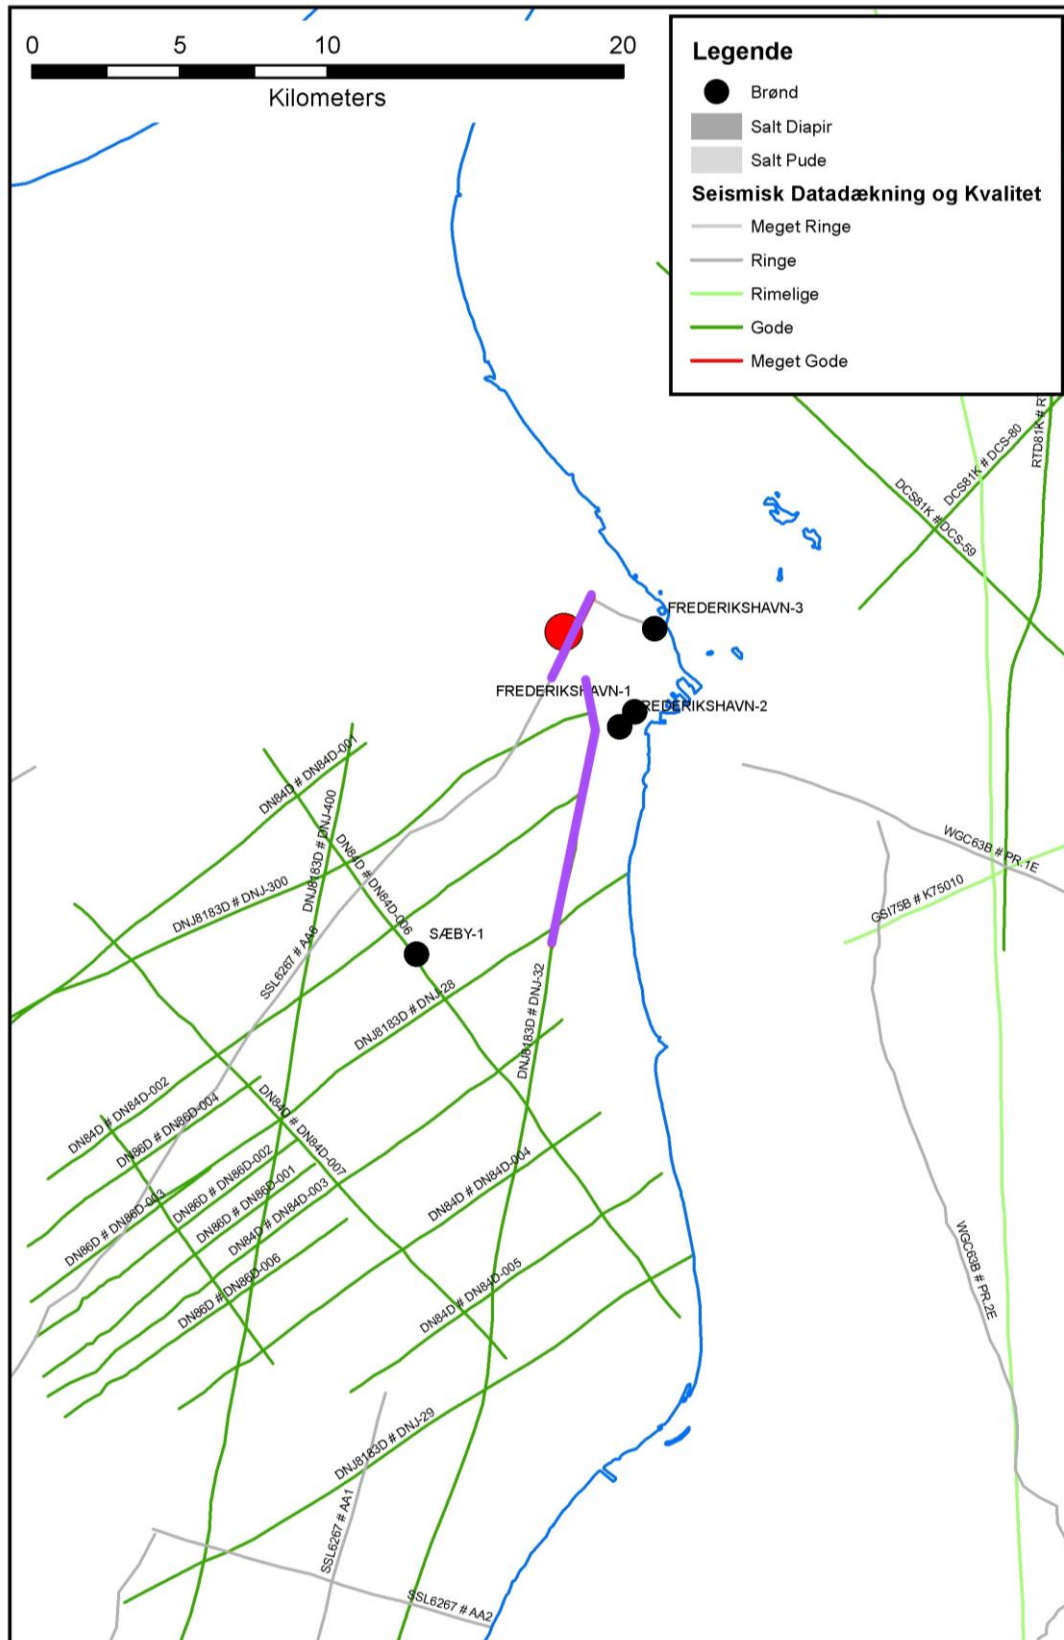 0 5 10 20
Kilometers
Legende
Brønd
Salt Diapir
Salt Pude
Seismisk Datadækning og Kvalitet
Meget Ringe
Ringe
Rimelige
Gode
Meget Gode
DCS81K # DCS-80
DCS81K # DCS-59
FREDERIKSHAVN-3
FREDERIKSHAVN-1
FREDERIKSHAVN-2
DN84D # DN84D-001
DNJ8183D # DNJ-400
DN84D # DN84D-006
DNJ8183D # DNJ-300
SSL6267 # AA6
SÆBY-1
WGC63B # PR.1E
GSI75B # K75010
DNJ8183D # DNJ-28
DNJ8183D # DNJ-32
DN84D # DN84D-002
DN86D # DN86D-004
DN84D # DN84D-007
DN86D # DN86D-003
DN86D # DN86D-002
DN86D # DN86D-001
DN84D # DN84D-003
DN86D # DN86D-006
DN84D # DN84D-004
DN84D # DN84D-005
WGC63B # PR.2E
DNJ8183D # DNJ-29
SSL6267 # AA1
SSL6267 # AA2